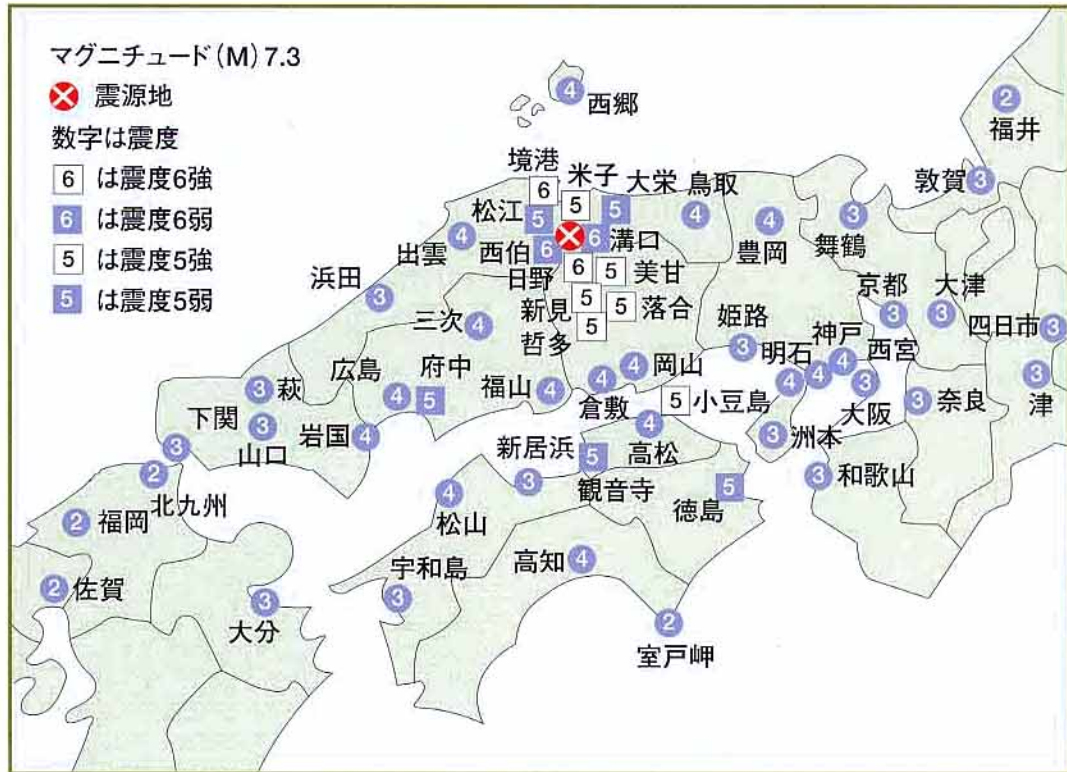 マグニチュード(M)7.3
震源地
数字は震度
6 は震度6強
6 は震度6弱
5 は震度5強
5 は震度5弱
4 西郷
2 福井
敦賀 3
境港 6
米子 5
大栄 5
鳥取 4
松江 5
出雲 4
西伯 6
溝口 6
日野 6
美甘 5
新見 5
落合 5
哲多 5
豊岡 4
舞鶴 3
京都 3
大津 3
四日市 3
浜田 3
三次 4
姫路 3
明石 4
神戸 4
西宮 4
大阪 3
奈良 3
津 3
広島 4
府中 5
福山 4
倉敷 4
岡山 4
5 小豆島
洲本 3
3 和歌山
3 萩
下関 3
山口 3
岩国 4
新居浜 3
観音寺 5
高松 4
徳島 5
北九州 2
2 福岡
2 佐賀
大分 3
松山 4
宇和島 3
高知 4
室戸岬 2